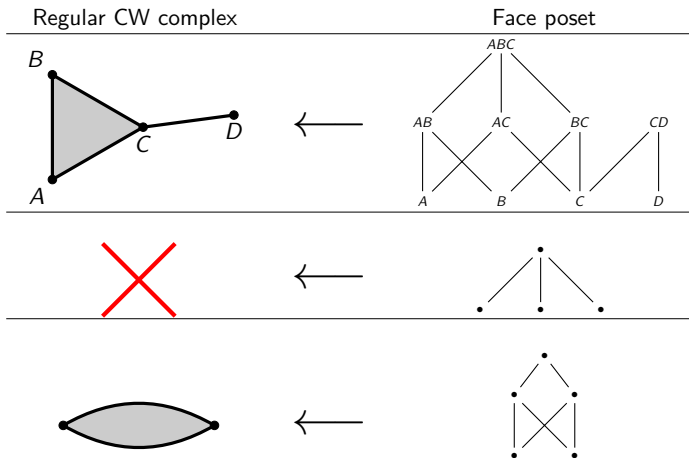 Regular CW complex Face poset
ABC
B
AB AC BC CD
C D
A
A B C D